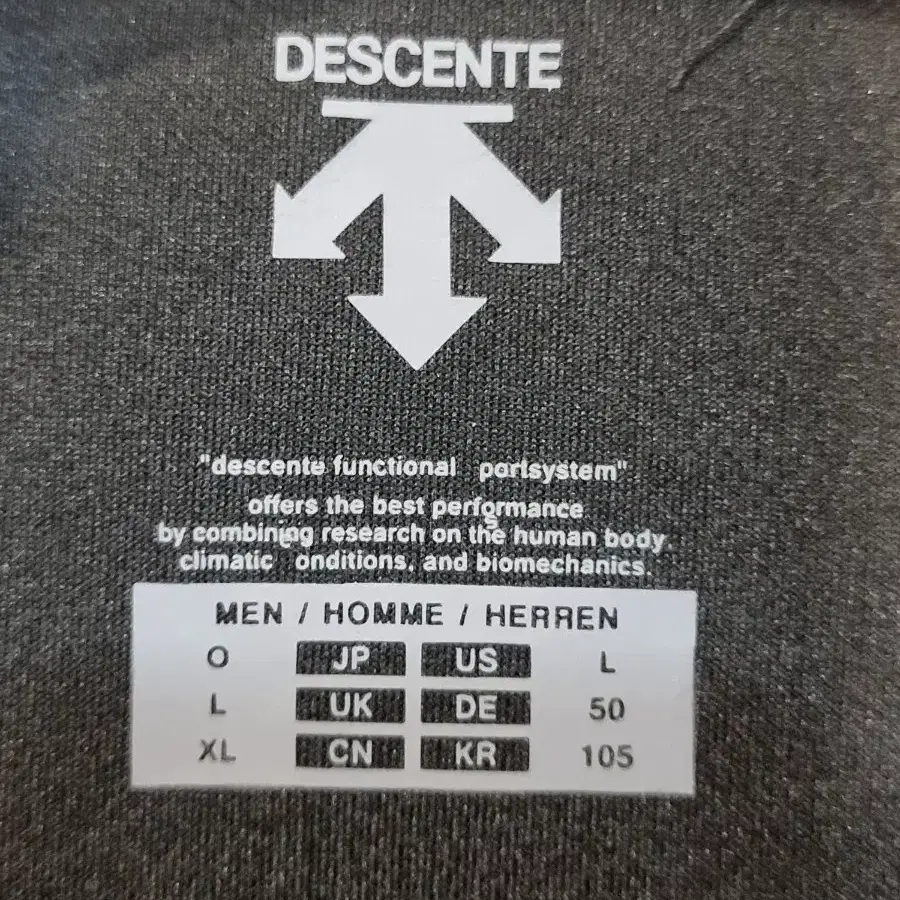 DESCENTE
"descente functional partsystem"
offers the best performance
by combining research on the human body
climatic onditions, and biomechanics.
MEN / HOMME / HERREN
O JP US L
L UK DE 50
XL CN KR 105